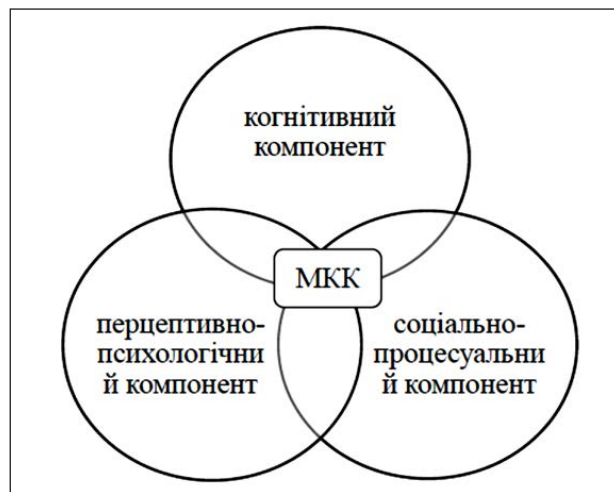 когнітивний
компонент
МКК
перцептивно-
психологічни
й компонент
соціально-
процесуальни
й компонент